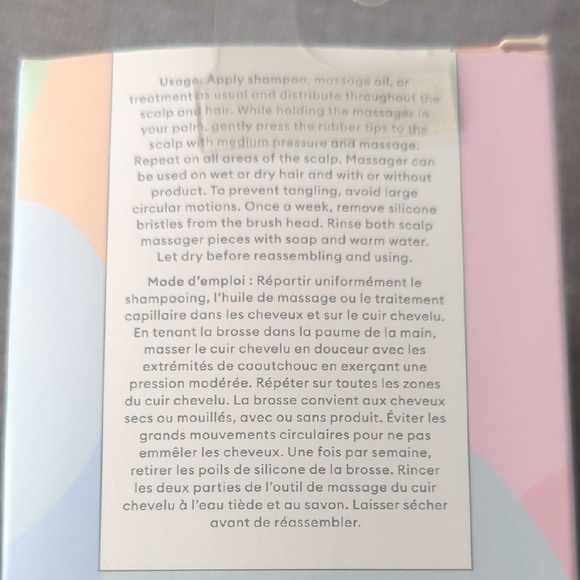 Usage: Apply shampoo, massage oil, or
treatment as usual and distribute throughout the
scalp and hair. While holding the massager in
your palm, gently press the rubber tips to the
scalp with medium pressure and massage.
Repeat on all areas of the scalp. Massager can
be used on wet or dry hair and with or without
product. To prevent tangling, avoid large
circular motions. Once a week, remove silicone
bristles from the brush head. Rinse both scalp
massager pieces with soap and warm water.
Let dry before reassembling and using.
Mode d'emploi : Répartir uniformément le
shampooing, l'huile de massage ou le traitement
capillaire dans les cheveux et sur le cuir chevelu.
En tenant la brosse dans la paume de la main,
masser le cuir chevelu en douceur avec les
extrémités de caoutchouc en exerçant une
pression modérée. Répéter sur toutes les zones
du cuir chevelu. La brosse convient aux cheveux
secs ou mouillés, avec ou sans produit. Éviter les
grands mouvements circulaires pour ne pas
emmêler les cheveux. Une fois par semaine,
retirer les poils de silicone de la brosse. Rincer
les deux parties de l'outil de massage du cuir
chevelu à l'eau tiède et au savon. Laisser sécher
avant de réassembler.